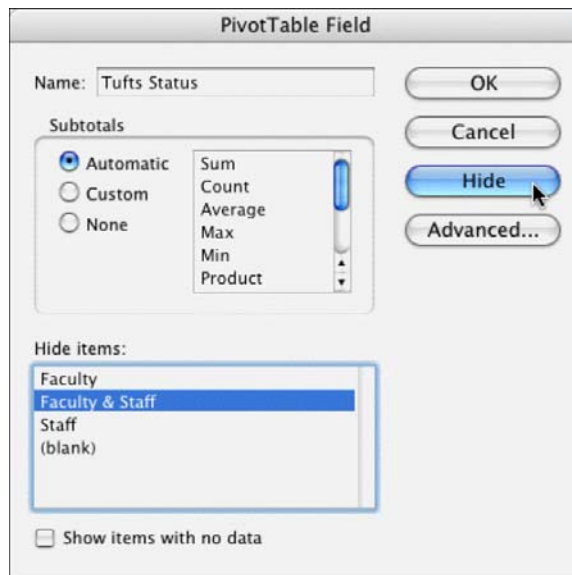 PivotTable Field
Name: Tufts Status
OK
Subtotals
Cancel
Automatic
Custom
None
Sum
Count
Average
Max
Min
Product
Hide
Advanced...
Hide items:
Faculty
Faculty & Staff
Staff
(blank)
Show items with no data